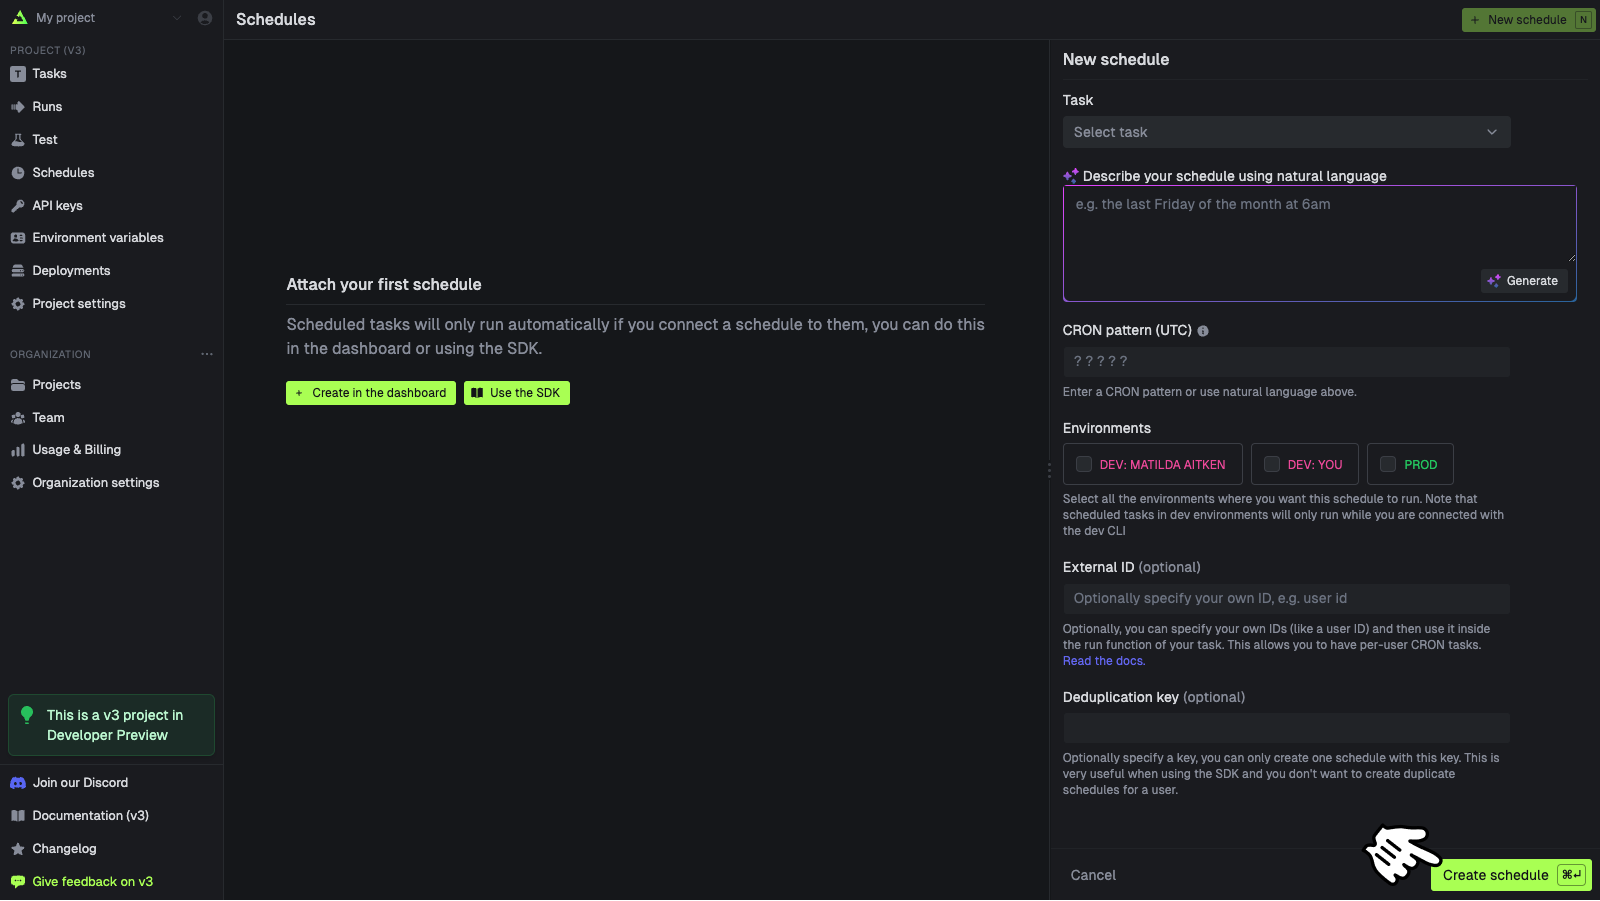 My project
PROJECT (V3)
T
Tasks
Runs
Test
Schedules
API keys
Environment variables
Deployments
Project settings
ORGANIZATION
Projects
Team
Usage & Billing
Organization settings
This is a v3 project in
Developer Preview
Join our Discord
Documentation (v3)
Changelog
Give feedback on v3
Schedules
+ New schedule N
Attach your first schedule
Scheduled tasks will only run automatically if you connect a schedule to them, you can do this
in the dashboard or using the SDK.
+ Create in the dashboard
Use the SDK
New schedule
Task
Select task
Describe your schedule using natural language
e.g. the last Friday of the month at 6am
Generate
CRON pattern (UTC)
? ? ? ? ?
Enter a CRON pattern or use natural language above.
Environments
DEV: MATILDA AITKEN
DEV: YOU
PROD
Select all the environments where you want this schedule to run. Note that
scheduled tasks in dev environments will only run while you are connected with
the dev CLI
External ID (optional)
Optionally specify your own ID, e.g. user id
Optionally, you can specify your own IDs (like a user ID) and then use it inside
the run function of your task. This allows you to have per-user CRON tasks.
Read the docs.
Deduplication key (optional)
Optionally specify a key, you can only create one schedule with this key. This is
very useful when using the SDK and you don't want to create duplicate
schedules for a user.
Cancel
Create schedule ⌘↵